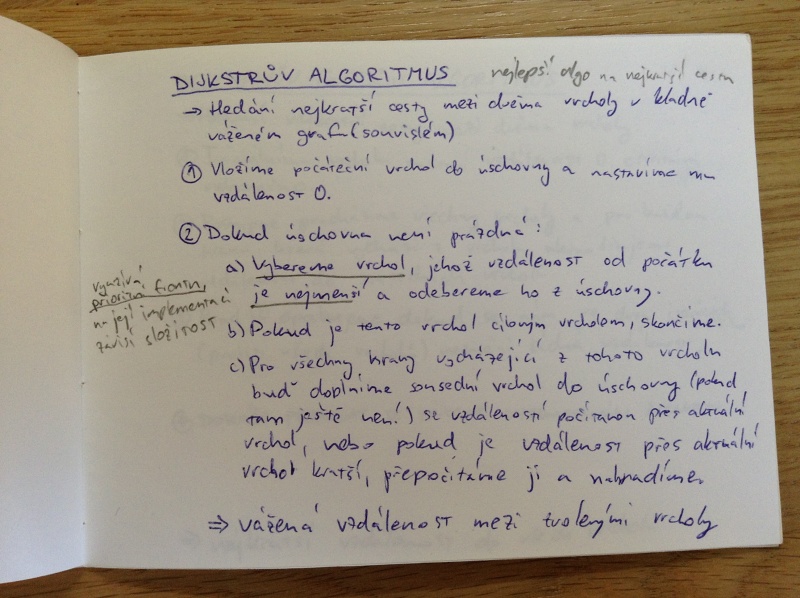 DIJKSTRŮV ALGORITMUS
nejlepší algo na nejkratší cestu
→ Hledání nejkratší cesty mezi dvěma vrcholy v kladně
váženém grafu (souvislém)
① Vložíme počáteční vrchol do úschovny a nastavíme mu
vzdálenost 0.
② Dokud úschovna není prázdná:
a) Vybereme vrchol, jehož vzdálenost od počátku
je nejmenší a odebereme ho z úschovny.
využívá
prioritní frontu,
na její implementaci
závisí složitost
b) Pokud je tento vrchol cílovým vrcholem, skončíme.
c) Pro všechny hrany vycházející z tohoto vrcholu
buď doplníme sousední vrchol do úschovny (pokud
tam ještě není) se vzdáleností počítanou přes aktuální
vrchol, nebo pokud je vzdálenost přes aktuální
vrchol kratší, přepočítáme ji a nahradíme.
⇒ vážená vzdálenost mezi zvolenými vrcholy